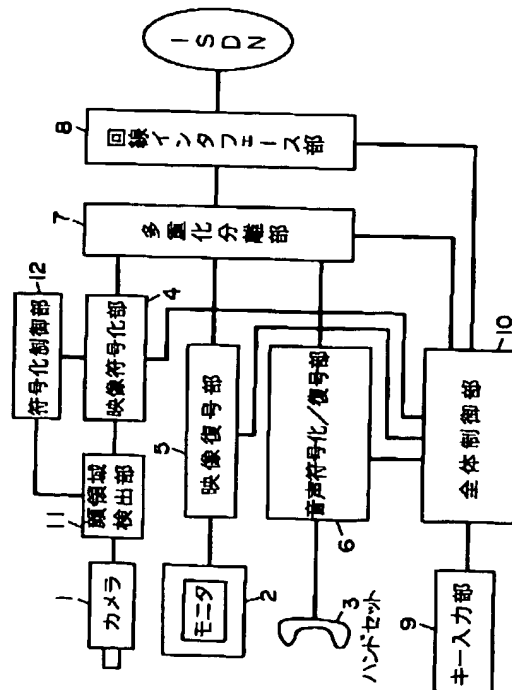 1
カメラ
11
顔領域
検出部
符号化制御部
12
映像符号化部
4
モニタ
2
5
映像復号部
3
ハンドセット
音声符号化/復号部
6
7
多重化分離部
8
回線インタフェース部
ISDN
9
キー入力部
全体制御部
10